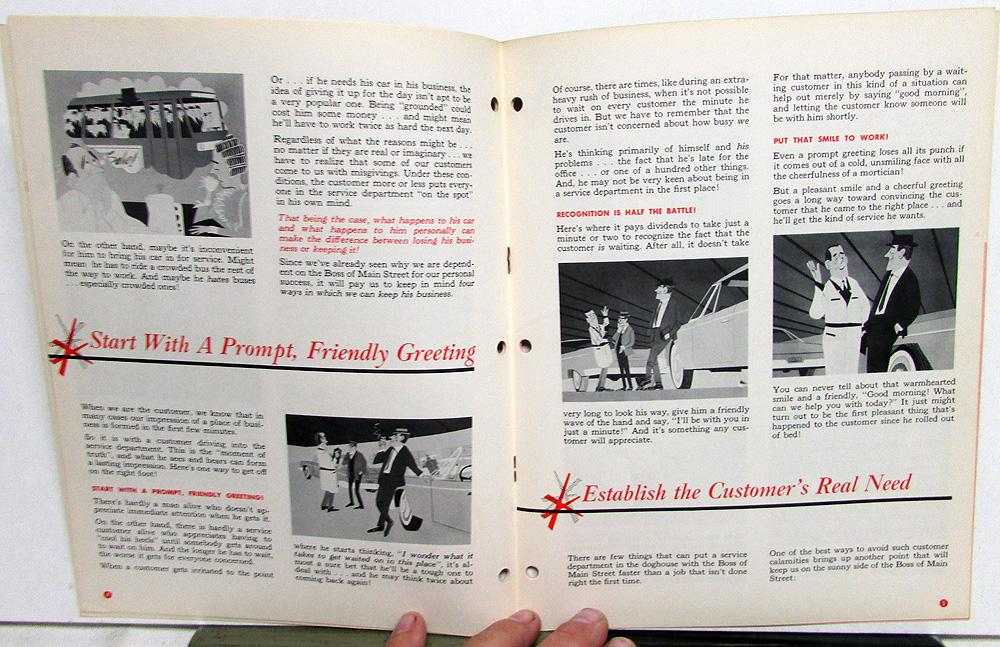 On the other hand, maybe it's inconvenient
for him to bring his car in for service. Might
mean he has to ride a crowded bus the rest of
the way to work. And maybe he hates buses
. . . especially crowded ones!
Or . . . if he needs his car in his business, the
idea of giving it up for the day isn't apt to be
a very popular one. Being "grounded" could
cost him some money . . . and might mean
he'll have to work twice as hard the next day.
Regardless of what the reasons might be . . .
no matter if they are real or imaginary . . . we
have to realize that some of our customers
come to us with misgivings. Under these con-
ditions, the customer more or less puts every-
one in the service department "on the spot"
in his own mind.
That being the case, what happens to his car
and what happens to him personally can
make the difference between losing his busi-
ness or keeping it!
Since we've already seen why we are depend-
ent on the Boss of Main Street for our personal
success, it will pay us to keep in mind four
ways in which we can keep his business.
Start With A Prompt, Friendly Greeting
When we are the customer, we know that in
many cases our impression of a place of busi-
ness is formed in the first few minutes.
So it is with a customer driving into the
service department. This is the "moment of
truth", and what he sees and hears can form
a lasting impression. Here's one way to get off
on the right foot!
START WITH A PROMPT, FRIENDLY GREETING!
There's hardly a man alive who doesn't ap-
preciate immediate attention when he gets it.
On the other hand, there is hardly a service
customer alive who appreciates having to
"cool his heels" until somebody gets around
to wait on him. And the longer he has to wait,
the worse it gets for everyone concerned.
When a customer gets irritated to the point
where he starts thinking, "I wonder what it
takes to get waited on in this place", it's al-
most a sure bet that he'll be a tough one to
deal with . . . and he may think twice about
coming back again!
4
Of course, there are times, like during an extra-
heavy rush of business, when it's not possible
to wait on every customer the minute he
drives in. But we have to remember that the
customer isn't concerned about how busy we
are.
He's thinking primarily of himself and his
problems . . . the fact that he's late for the
office . . . or one of a hundred other things.
And, he may not be very keen about being in
a service department in the first place!
RECOGNITION IS HALF THE BATTLE!
Here's where it pays dividends to take just a
minute or two to recognize the fact that the
customer is waiting. After all, it doesn't take
very long to look his way, give him a friendly
wave of the hand and say, "I'll be with you in
just a minute!" And it's something any cus-
tomer will appreciate.
For that matter, anybody passing by a wait-
ing customer in this kind of a situation can
help out merely by saying "good morning",
and letting the customer know someone will
be with him shortly.
PUT THAT SMILE TO WORK!
Even a prompt greeting loses all its punch if
it comes out of a cold, unsmiling face with all
the cheerfulness of a mortician!
But a pleasant smile and a cheerful greeting
goes a long way toward convincing the cus-
tomer that he came to the right place . . . and
he'll get the kind of service he wants.
You can never tell about that warmhearted
smile and a friendly, "Good morning! What
can we help you with today?" It just might
turn out to be the first pleasant thing that's
happened to the customer since he rolled out
of bed!
Establish the Customer's Real Need
There are few things that can put a service
department in the doghouse with the Boss of
Main Street faster than a job that isn't done
right the first time.
One of the best ways to avoid such customer
calamities brings up another point that will
keep us on the sunny side of the Boss of Main
Street:
5